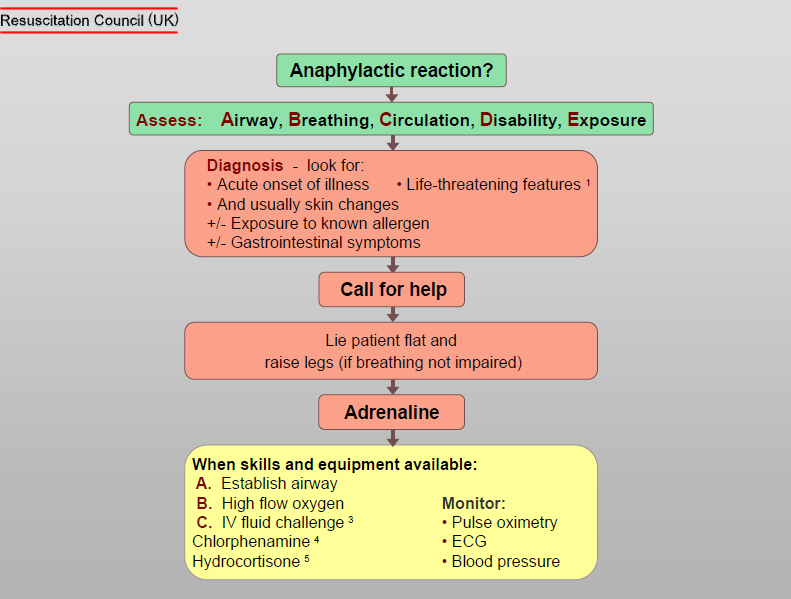 Resuscitation Council (UK)
Anaphylactic reaction?
Assess: Airway, Breathing, Circulation, Disability, Exposure
Diagnosis - look for:
• Acute onset of illness • Life-threatening features ¹
• And usually skin changes
+/- Exposure to known allergen
+/- Gastrointestinal symptoms
Call for help
Lie patient flat and
raise legs (if breathing not impaired)
Adrenaline
When skills and equipment available:
A. Establish airway
B. High flow oxygen
C. IV fluid challenge ³
Chlorphenamine ⁴
Hydrocortisone ⁵
Monitor:
• Pulse oximetry
• ECG
• Blood pressure